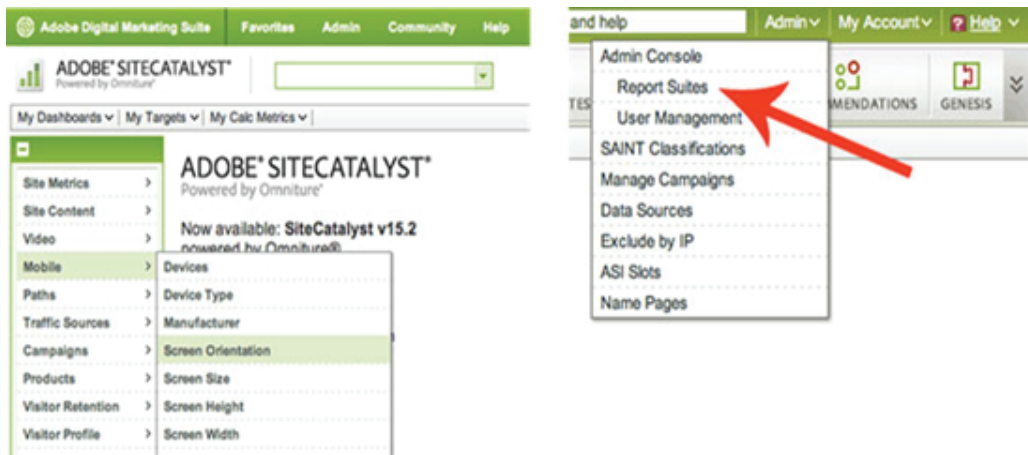 Adobe Digital Marketing Suite Favorites Admin Community Help
ADOBE® SITECATALYST®
Powered by Omniture®
My Dashboards My Targets My Calc Metrics
Site Metrics
Site Content
Video
Mobile
Paths
Traffic Sources
Campaigns
Products
Visitor Retention
Visitor Profile
ADOBE® SITECATALYST®
Powered by Omniture®
Now available: SiteCatalyst v15.2
powered by Omniture®
Devices
Device Type
Manufacturer
Screen Orientation
Screen Size
Screen Height
Screen Width
and help Admin My Account ? Help
Admin Console
Report Suites
User Management
SAINT Classifications
Manage Campaigns
Data Sources
Exclude by IP
ASI Slots
Name Pages
TES
MENDATIONS
GENESIS